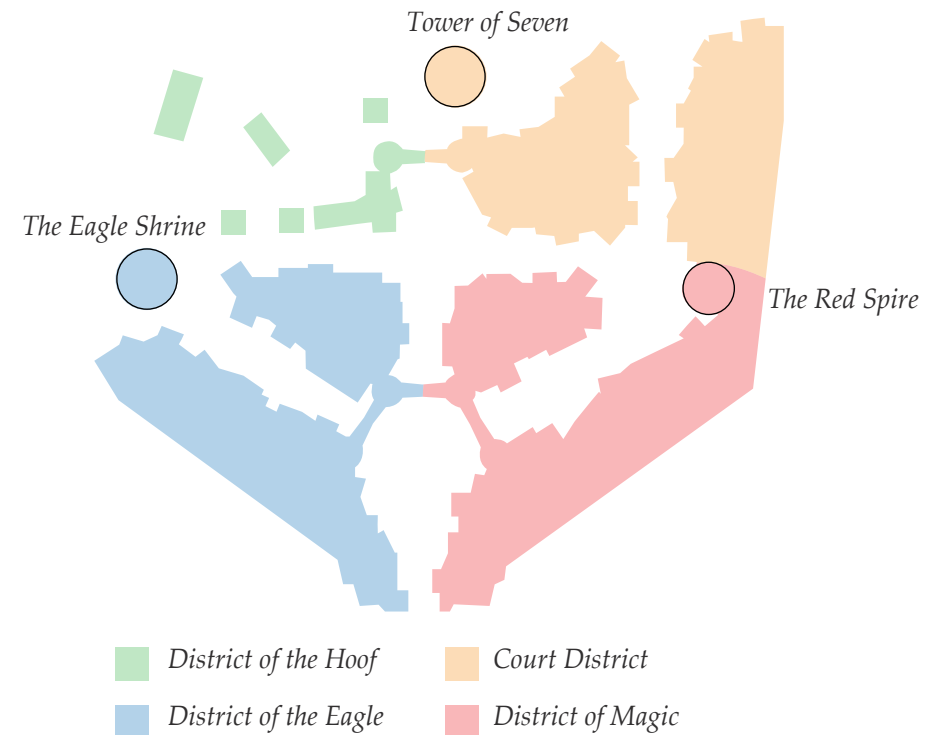 Tower of Seven
The Eagle Shrine
The Red Spire
District of the Hoof
Court District
District of the Eagle
District of Magic